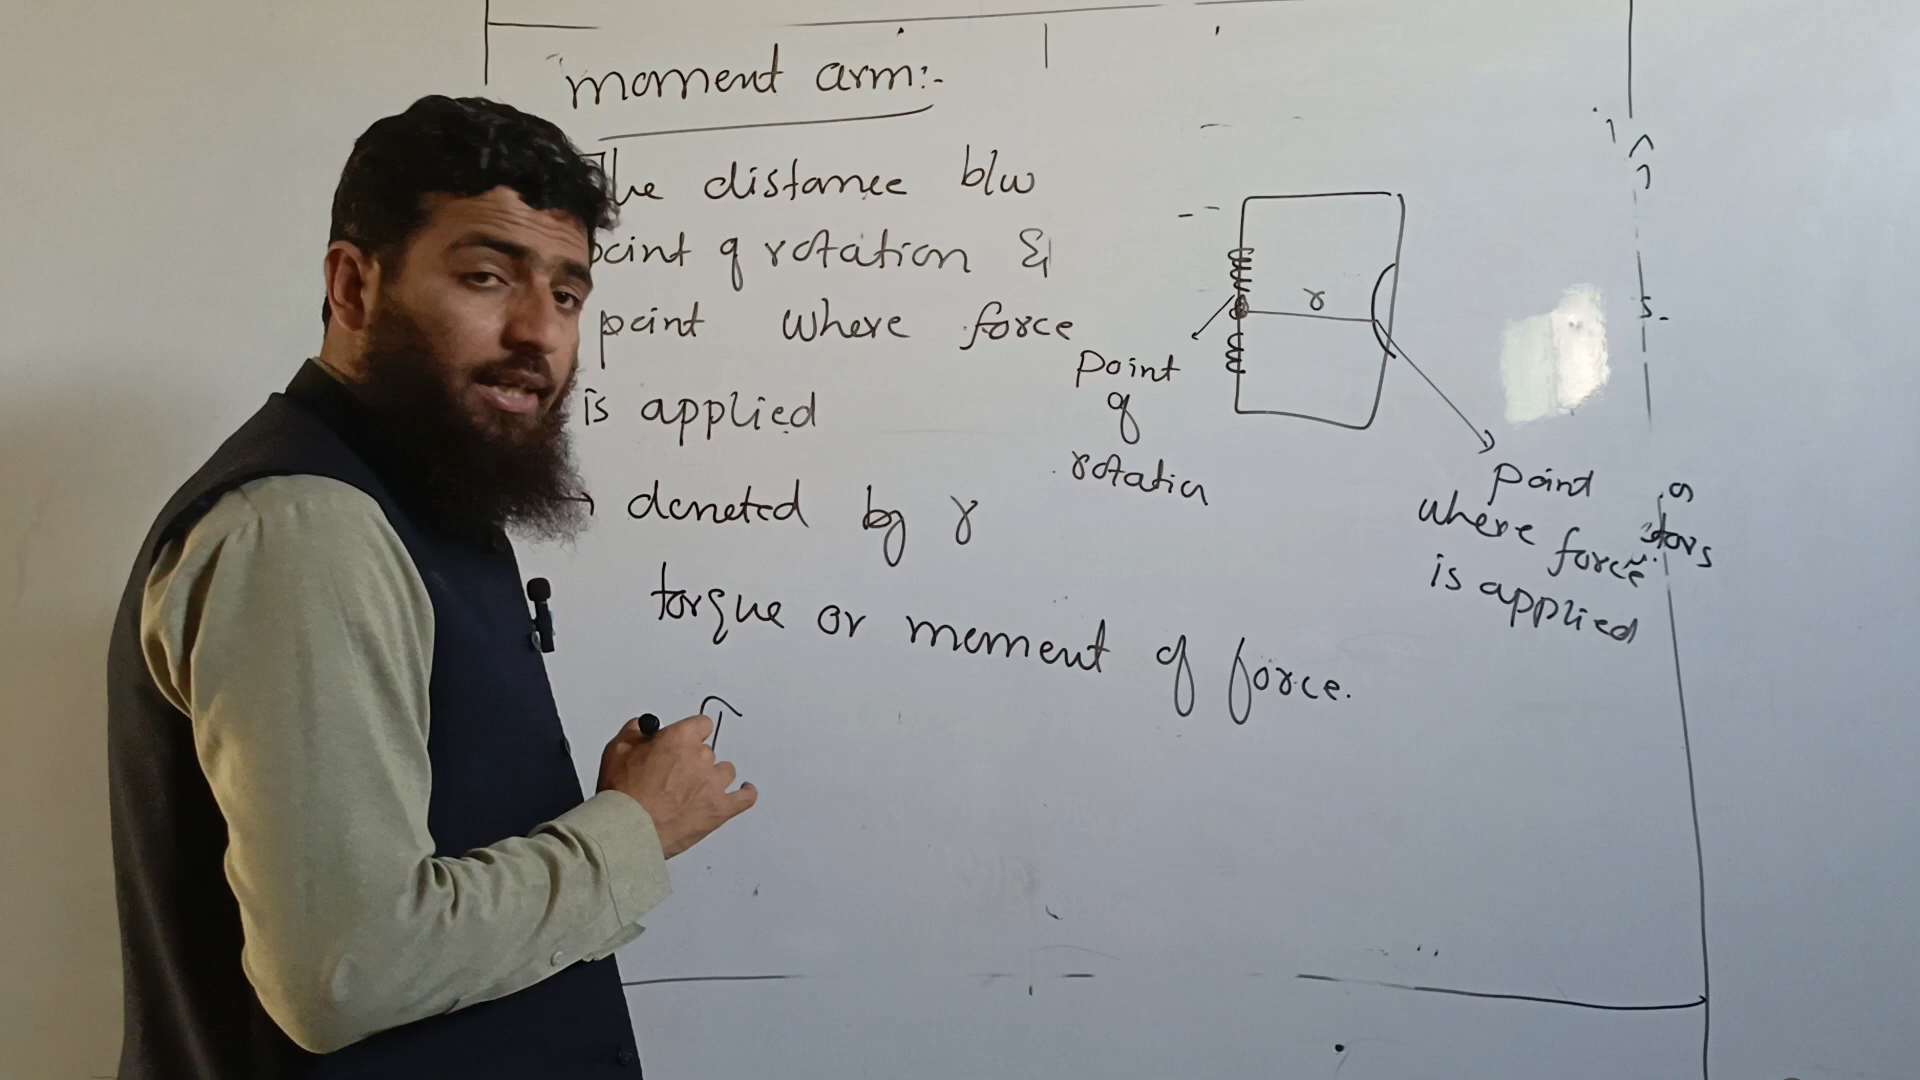 moment arm:-
The distance b/w
point of rotation &
point where force
is applied
→ denoted by r
torque or moment of force.
τ
r
point
of
rotation
point
where force
is applied